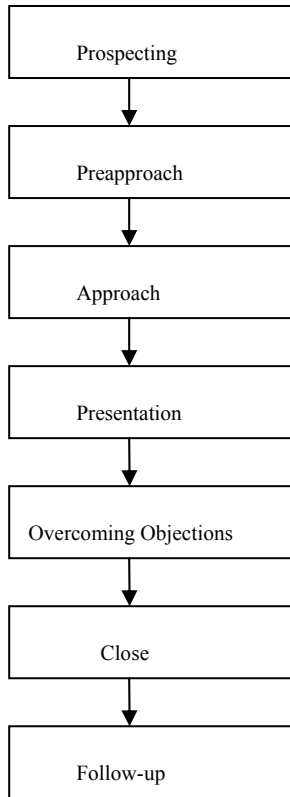 Prospecting
Preapproach
Approach
Presentation
Overcoming Objections
Close
Follow-up